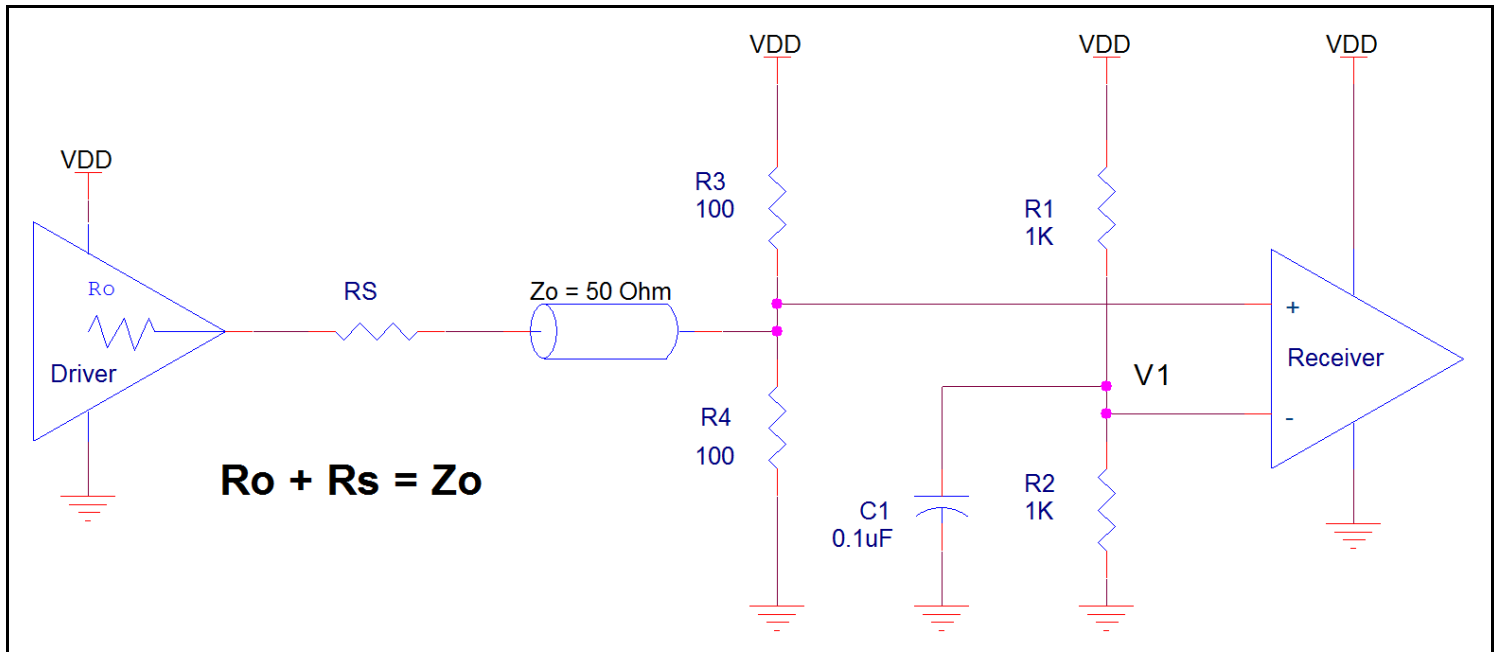 VDD
VDD
VDD
VDD
R3
100
R1
1K
Ro
RS
Zo = 50 Ohm
+
Driver
Receiver
V1
R4
100
-
Ro + Rs = Zo
R2
1K
C1
0.1uF